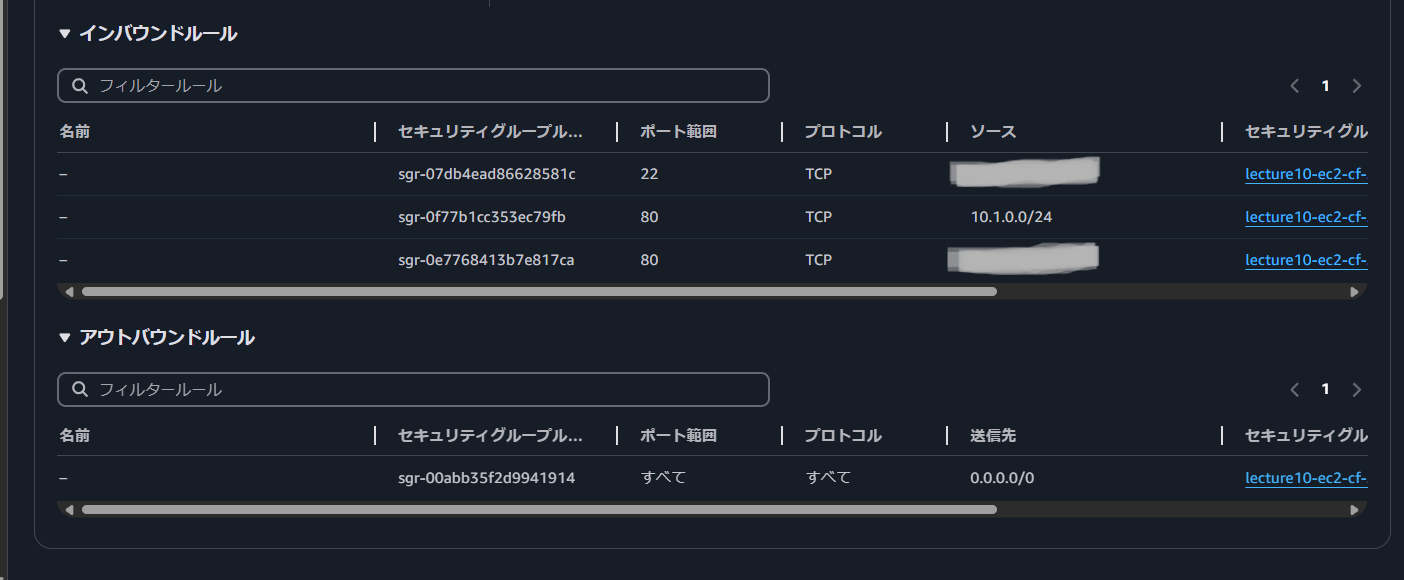 ▼ インバウンドルール
フィルタールール
1
名前 セキュリティグループル... ポート範囲 プロトコル ソース セキュリティグル
– sgr-07db4ead86628581c 22 TCP lecture10-ec2-cf-
– sgr-0f77b1cc353ec79fb 80 TCP 10.1.0.0/24 lecture10-ec2-cf-
– sgr-0e7768413b7e817ca 80 TCP lecture10-ec2-cf-
▼ アウトバウンドルール
フィルタールール
1
名前 セキュリティグループル... ポート範囲 プロトコル 送信先 セキュリティグル
– sgr-00abb35f2d9941914 すべて すべて 0.0.0.0/0 lecture10-ec2-cf-